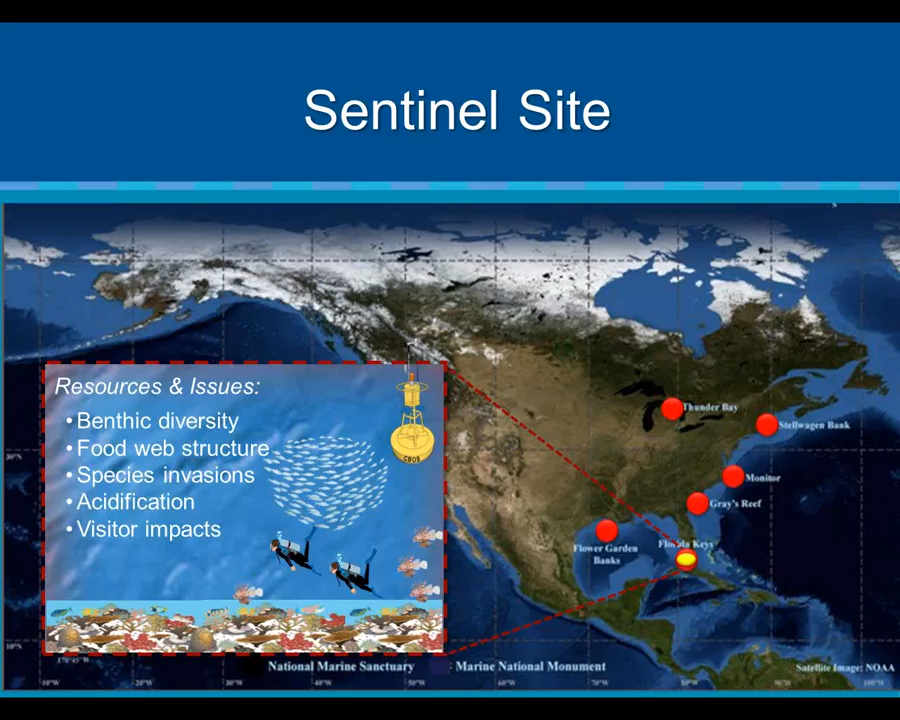 Sentinel Site
Resources & Issues:
•Benthic diversity
•Food web structure
•Species invasions
•Acidification
•Visitor impacts
CBOS
Thunder Bay
Stellwagen Bank
Monitor
Gray's Reef
Flower Garden
Banks
Florida Keys
National Marine Sanctuary
Marine National Monument
Satellite Image: NOAA